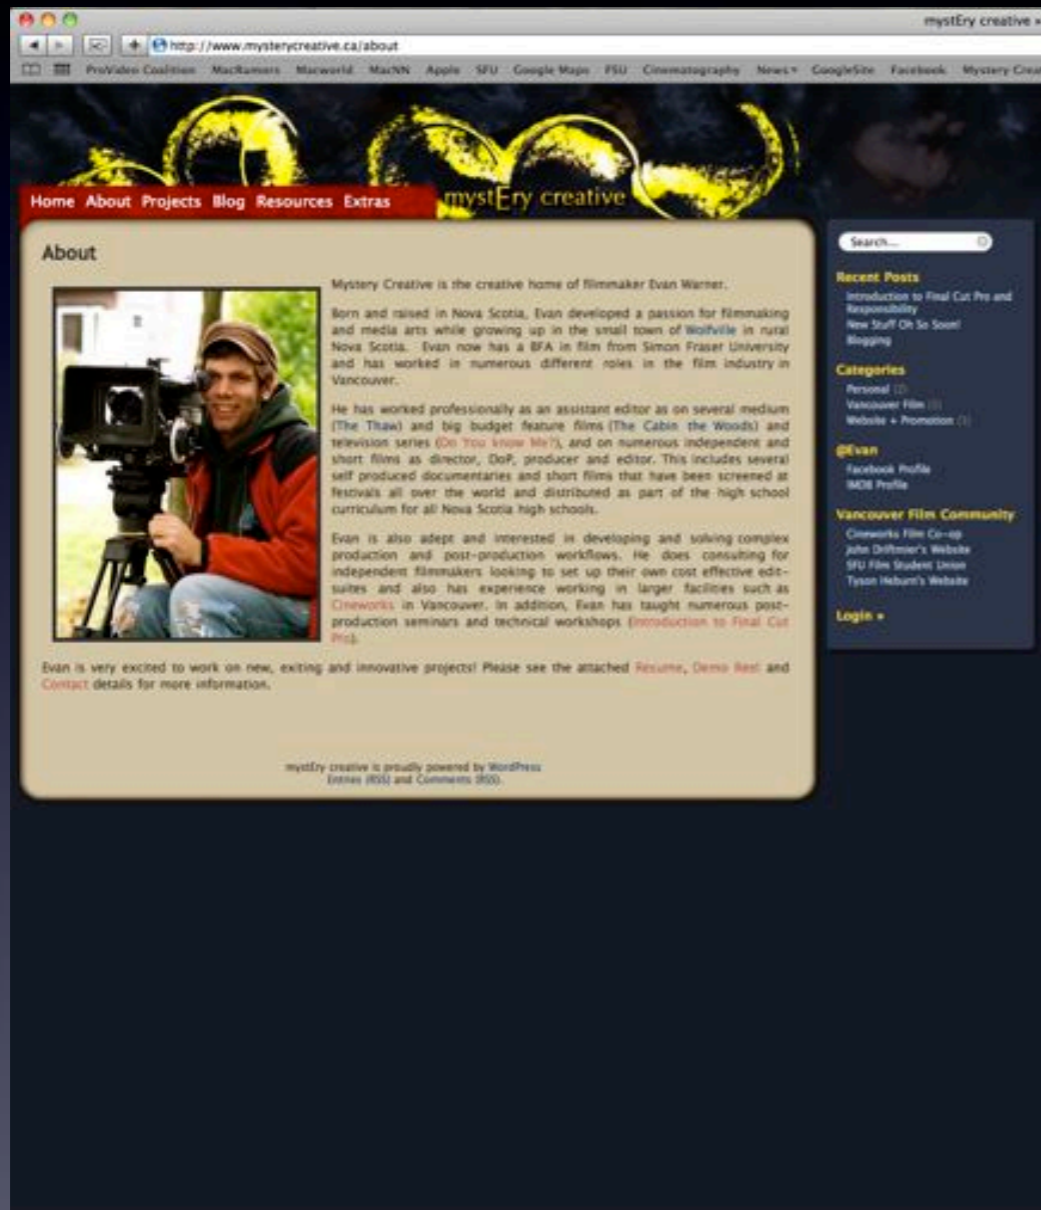 mystEry creative »
http://www.mysterycreative.ca/about
ProVideo Coalition MacRumors Macworld MacNN Apple SFU Google Maps FSU Cinematography News GoogleSite Facebook Mystery Crea
Home About Projects Blog Resources Extras
mystEry creative
About
Mystery Creative is the creative home of filmmaker Evan Warner.
Born and raised in Nova Scotia, Evan developed a passion for filmmaking
and media arts while growing up in the small town of Wolfville in rural
Nova Scotia. Evan now has a BFA in film from Simon Fraser University
and has worked in numerous different roles in the film industry in
Vancouver.
He has worked professionally as an assistant editor as on several medium
(The Thaw) and big budget feature films (The Cabin the Woods) and
television series (Do You know Me?), and on numerous independent and
short films as director, DoP, producer and editor. This includes several
self produced documentaries and short films that have been screened at
festivals all over the world and distributed as part of the high school
curriculum for all Nova Scotia high schools.
Evan is also adept and interested in developing and solving complex
production and post-production workflows. He does consulting for
independent filmmakers looking to set up their own cost effective edit-
suites and also has experience working in larger facilities such as
Cineworks in Vancouver. In addition, Evan has taught numerous post-
production seminars and technical workshops (Introduction to Final Cut
Pro).
Evan is very excited to work on new, exiting and innovative projects! Please see the attached Resume, Demo Reel and
Contact details for more information.
mystEry creative is proudly powered by WordPress
Entries (RSS) and Comments (RSS).
Search...
Recent Posts
Introduction to Final Cut Pro and
Responsibility
New Stuff Oh So Soon!
Blogging
Categories
Personal
Vancouver Film
Website + Promotion
@Evan
Facebook Profile
IMDB Profile
Vancouver Film Community
Cineworks Film Co-op
John Driftmier's Website
SFU Film Student Union
Tyson Website
Login »